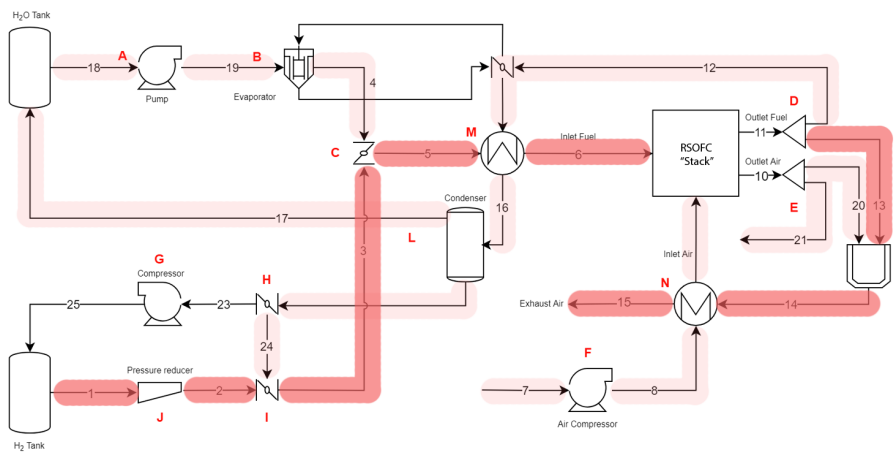 H2O Tank
A
18
Pump
B
19
Evaporator
4
12
D
Outlet Fuel
11
C
M
5
Inlet Fuel
6
RSOFC
"Stack"
Outlet Air
10
E
20
13
21
Condenser
16
17
L
3
Inlet Air
G
Compressor
H
25
23
24
N
Exhaust Air
15
14
Pressure reducer
1
2
J
I
H2 Tank
F
7
8
Air Compressor